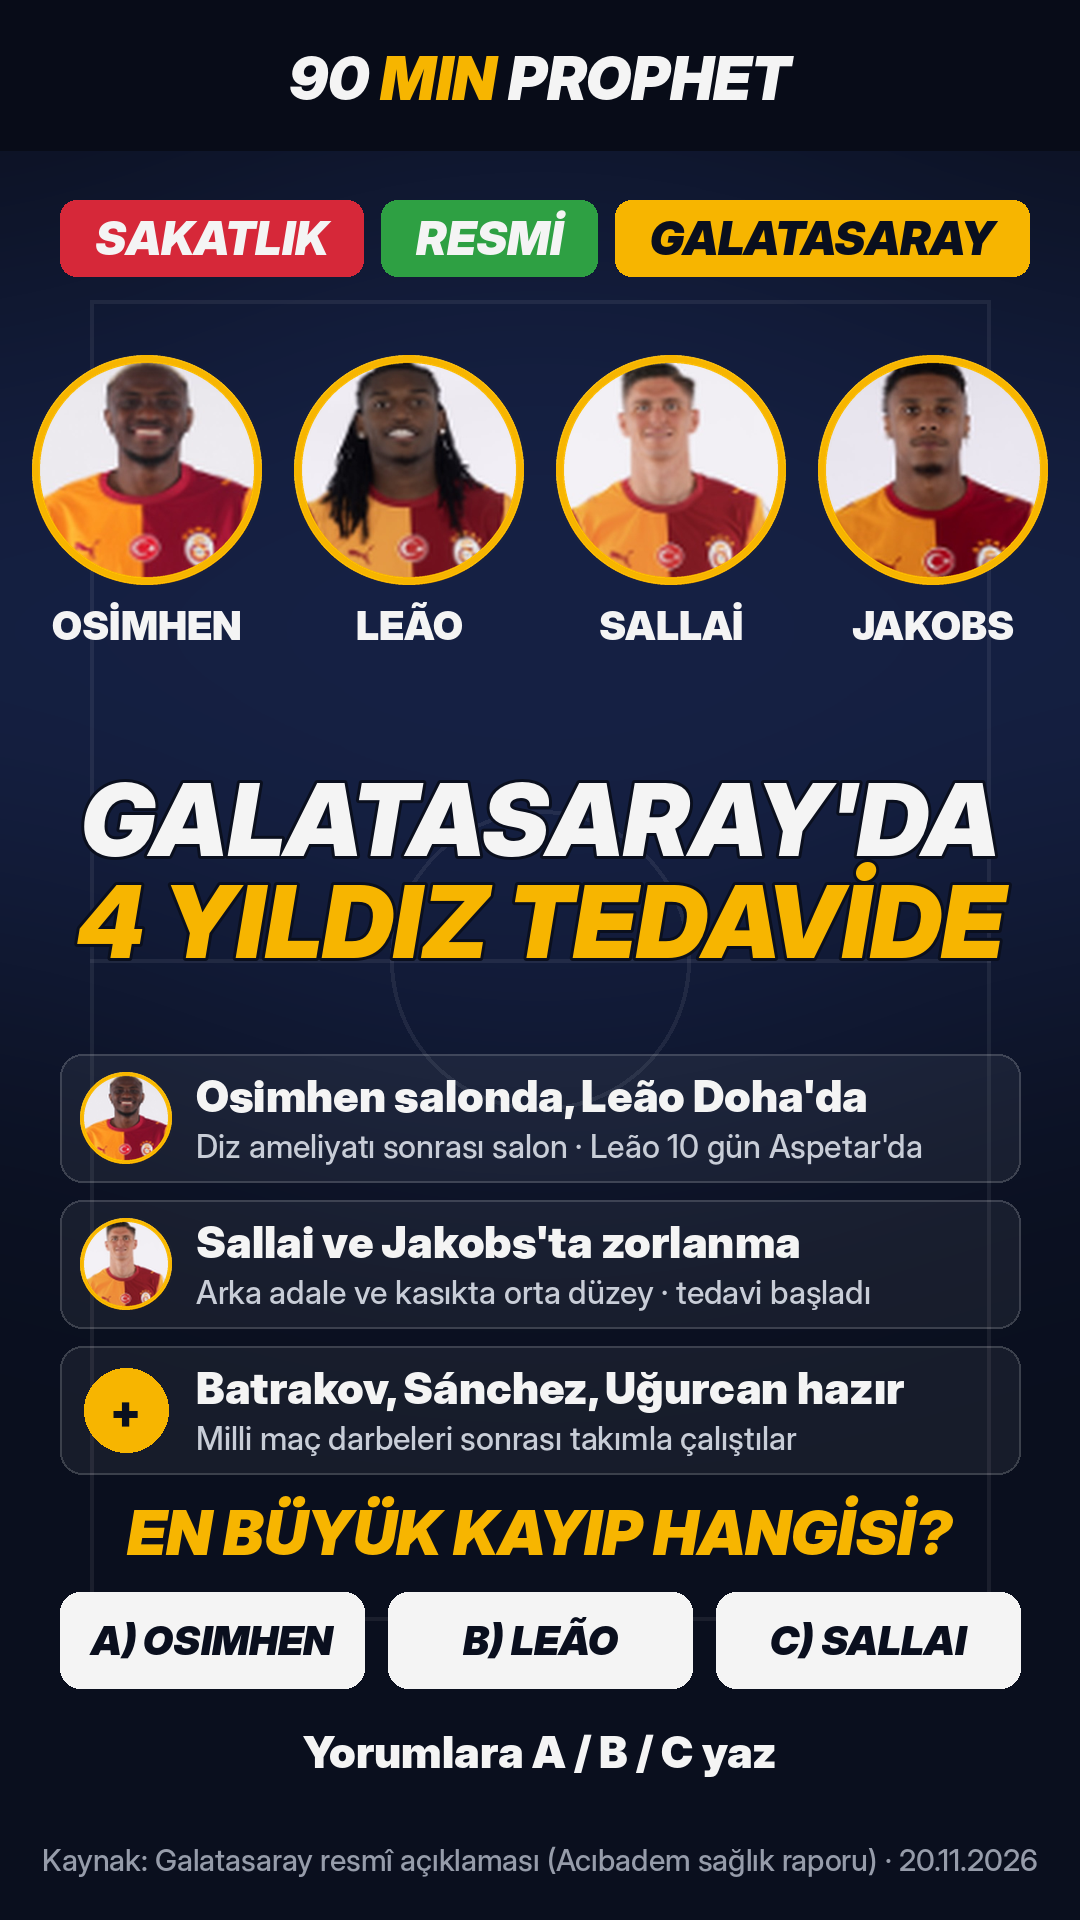 90 MIN PROPHET
SAKATLIK RESMİ GALATASARAY
OSİMHEN LEÃO SALLAİ JAKOBS
GALATASARAY'DA
4 YILDIZ TEDAVİDE
Osimhen salonda, Leão Doha'da
Diz ameliyatı sonrası salon · Leão 10 gün Aspetar'da
Sallai ve Jakobs'ta zorlanma
Arka adale ve kasıkta orta düzey · tedavi başladı
+
Batrakov, Sánchez, Uğurcan hazır
Milli maç darbeleri sonrası takımla çalıştılar
EN BÜYÜK KAYIP HANGİSİ?
A) OSIMHEN B) LEÃO C) SALLAI
Yorumlara A / B / C yaz
Kaynak: Galatasaray resmî açıklaması (Acıbadem sağlık raporu) · 20.11.2026